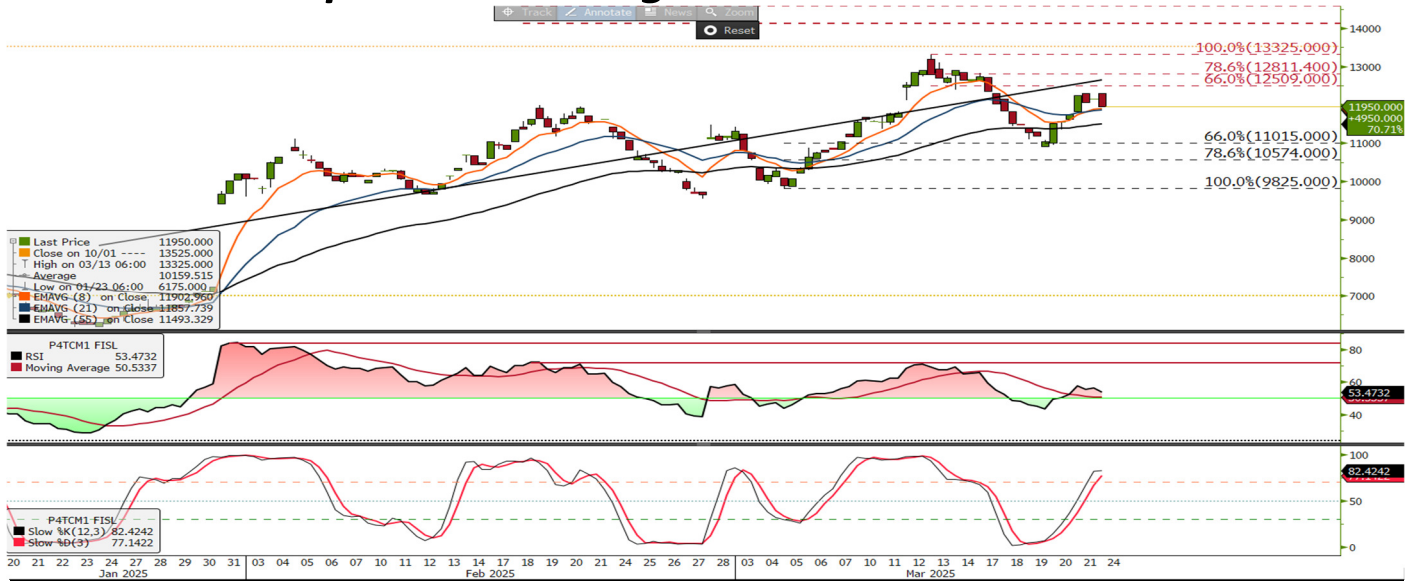 Track Annotate News Zoom
Reset
14000
13000
11000
10000
9000
8000
7000
100.0%(13325.000)
78.6%(12811.400)
66.0%(12509.000)
66.0%(11015.000)
78.6%(10574.000)
100.0%(9825.000)
11950.000
+4950.000
70.71%
Last Price 11950.000
Close on 10/01 ---- 13525.000
High on 03/13 06:00 13325.000
Average 10159.515
Low on 01/23 06:00 6175.000
EMAVG (8) on Close 11902.960
EMAVG (21) on Close 11857.739
EMAVG (55) on Close 11493.329
P4TCM1 FISL
RSI 53.4732
Moving Average 50.5337
80
60
53.4732
40
P4TCM1 FISL
Slow %K(12,3) 82.4242
Slow %D(3) 77.1422
100
82.4242
50
0
20 21 22 23 24 27 28 29 30 31 03 04 05 06 07 10 11 12 13 14 17 18 19 20 21 24 25 26 27 28 03 04 05 06 07 10 11 12 13 14 17 18 19 20 21 24
Jan 2025 Feb 2025 Mar 2025